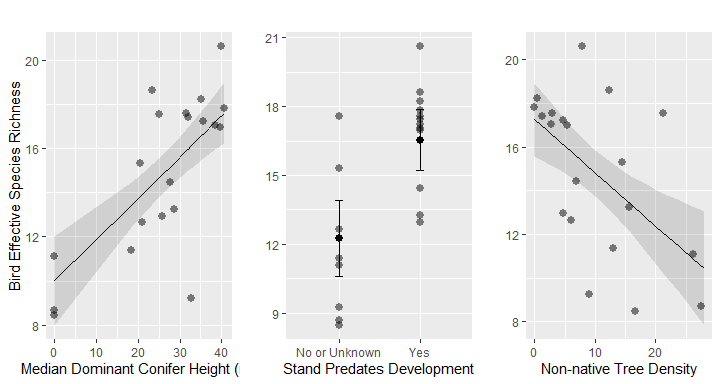 Bird Effective Species Richness
20
16
12
8
0 10 20 30 40
Median Dominant Conifer Height (
21
18
15
12
9
No or Unknown Yes
Stand Predates Development
20
16
12
8
0 10 20
Non-native Tree Density